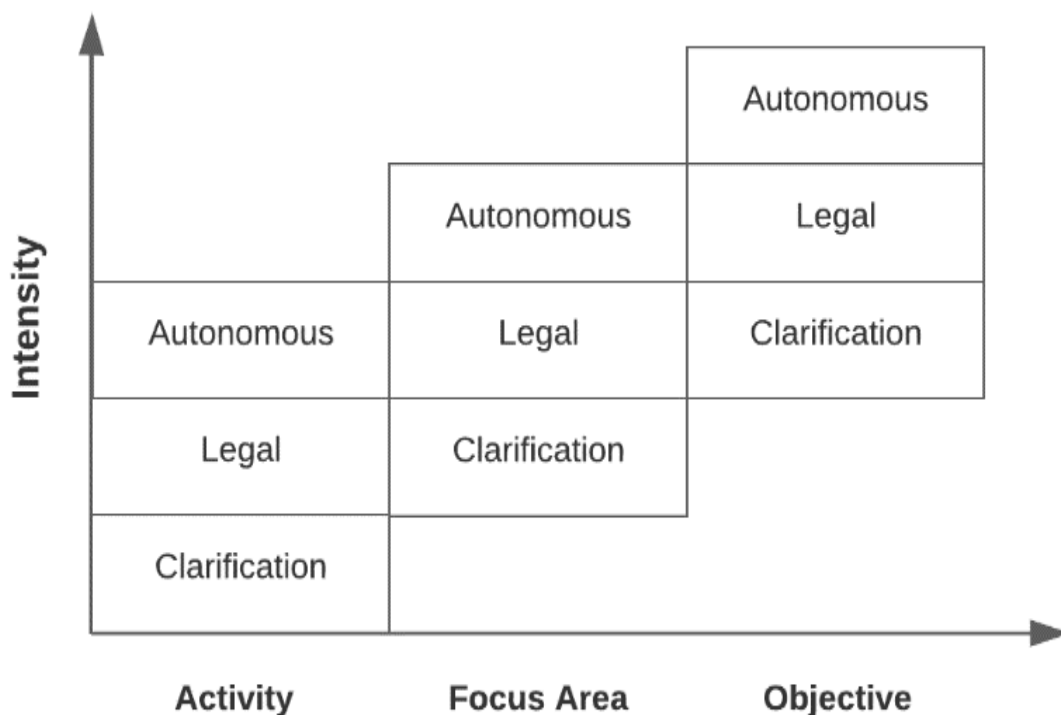 Autonomous
Autonomous Legal
Autonomous Legal Clarification
Legal Clarification
Clarification
Intensity
Activity Focus Area Objective